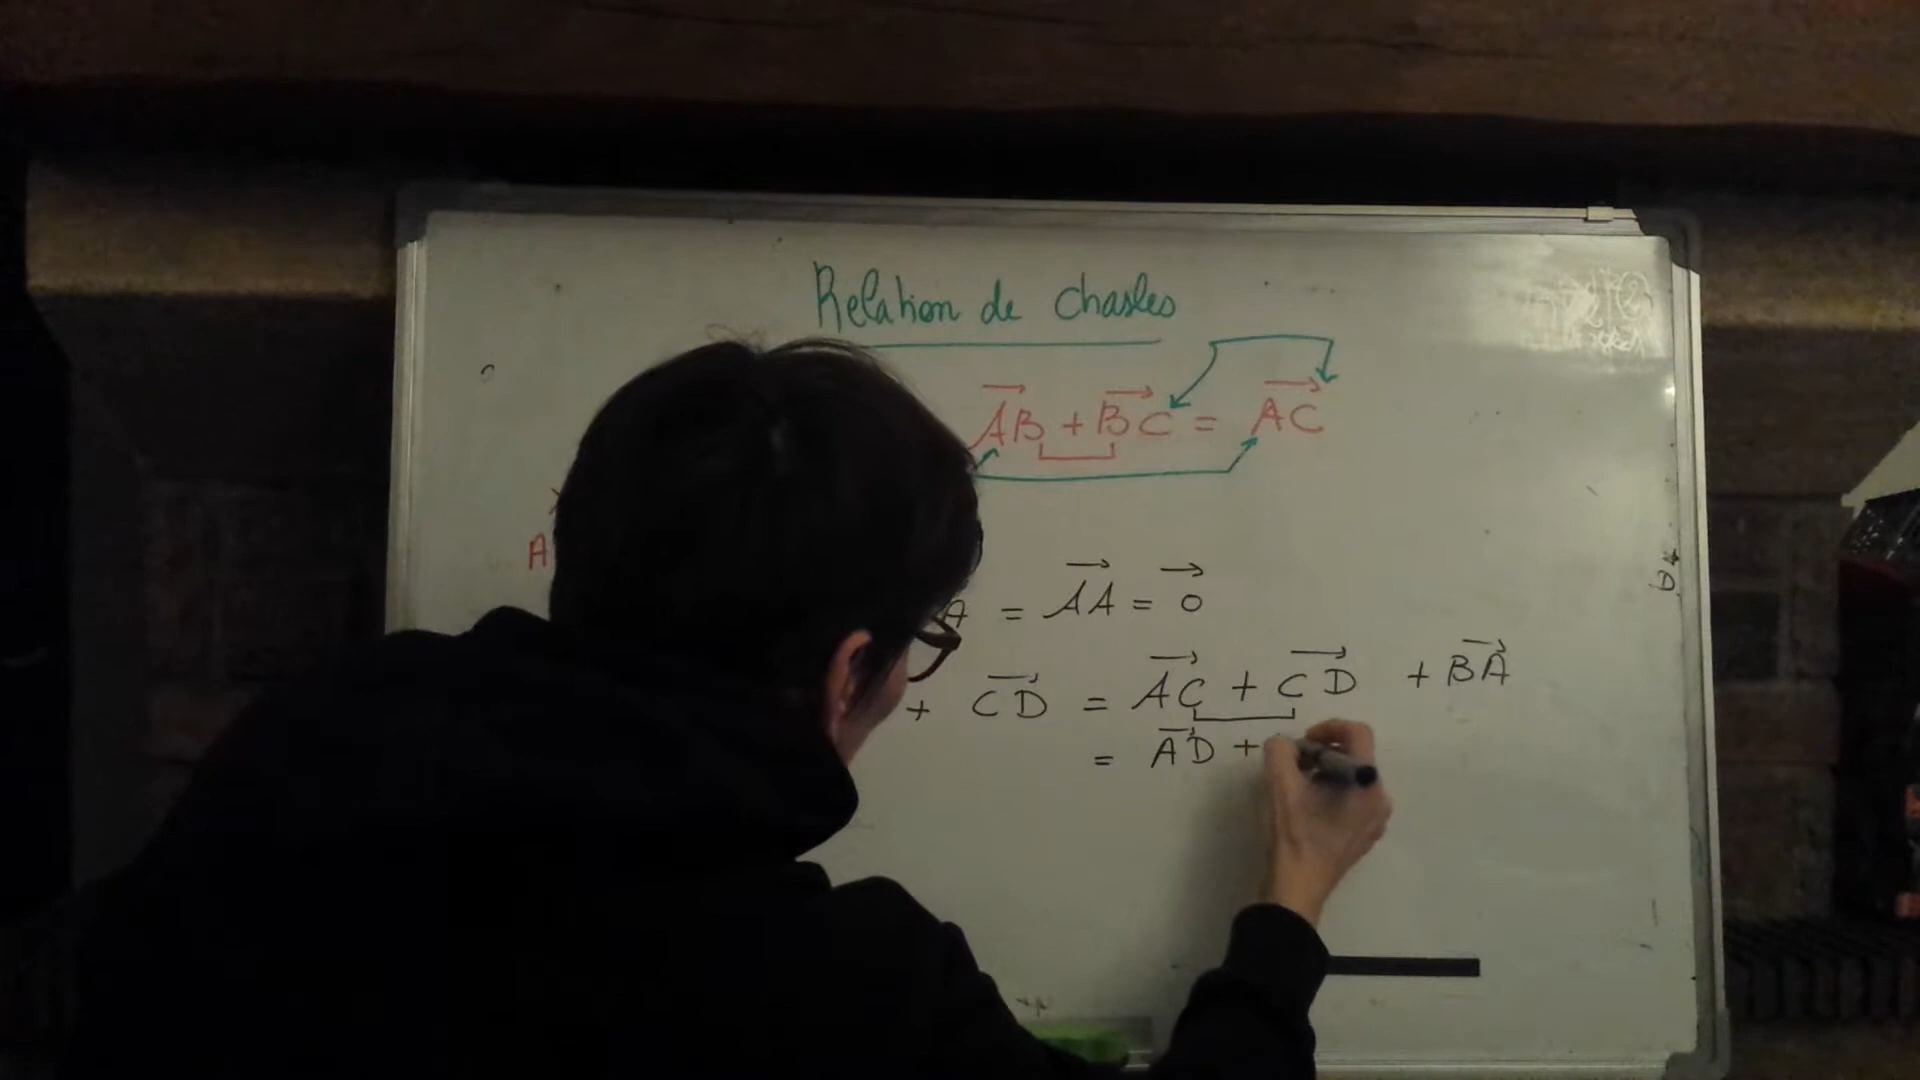 Relation de Chasles
AB + BC = AC
A
A = AA = 0
+ CD = AC + CD + BA
= AD +